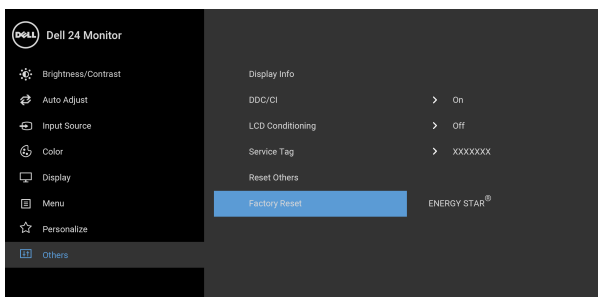 DELL Dell 24 Monitor
Brightness/Contrast
Auto Adjust
Input Source
Color
Display
Menu
Personalize
Others
Display Info
DDC/CI > On
LCD Conditioning > Off
Service Tag > XXXXXXX
Reset Others
Factory Reset ENERGY STAR®